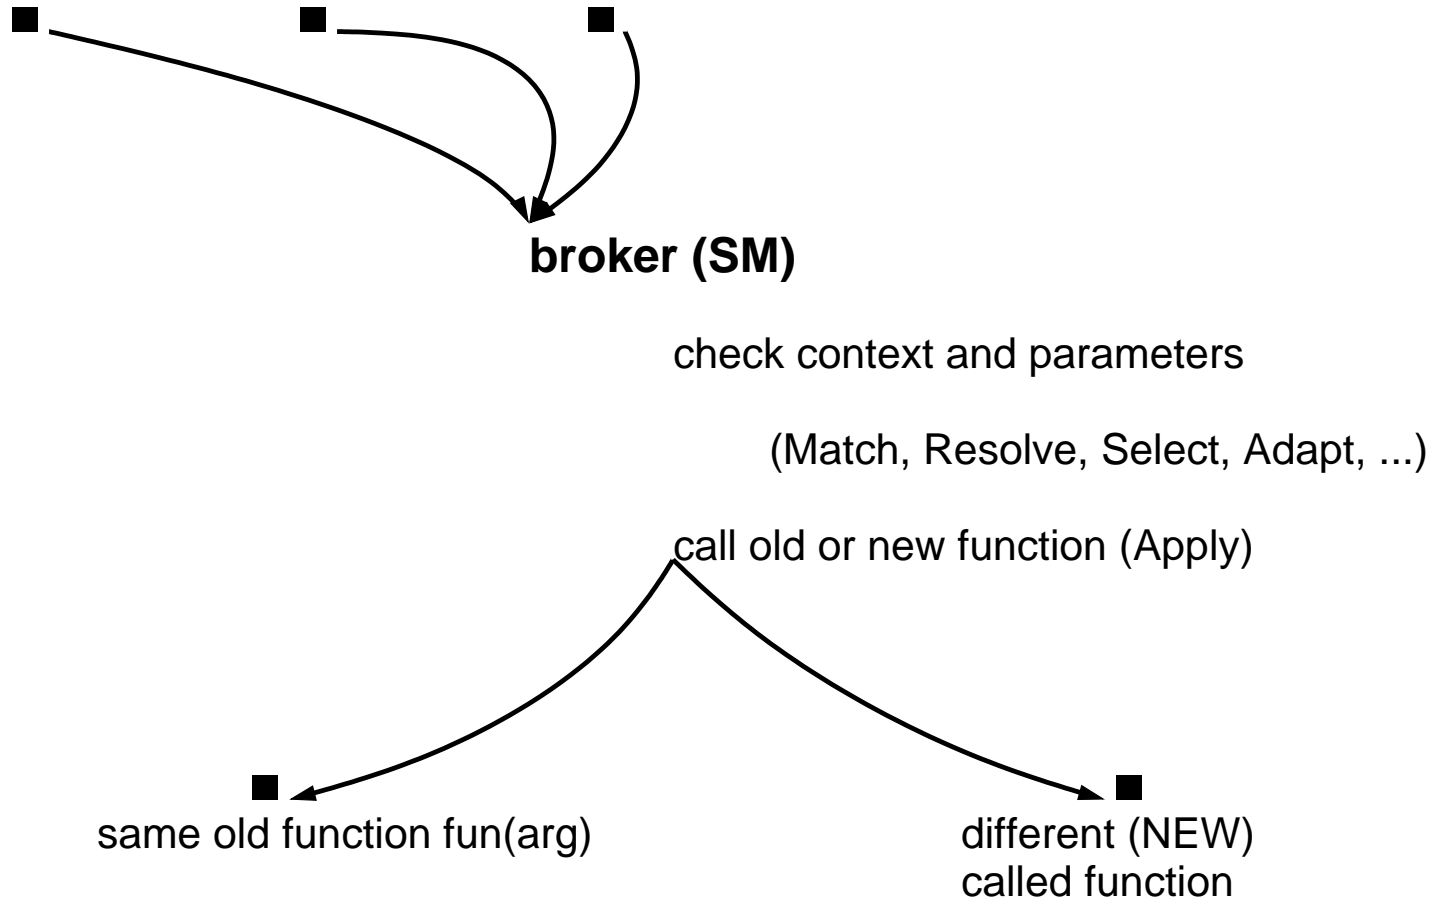 broker (SM)
check context and parameters
(Match, Resolve, Select, Adapt, ...)
call old or new function (Apply)
same old function fun(arg)
different (NEW)
called function